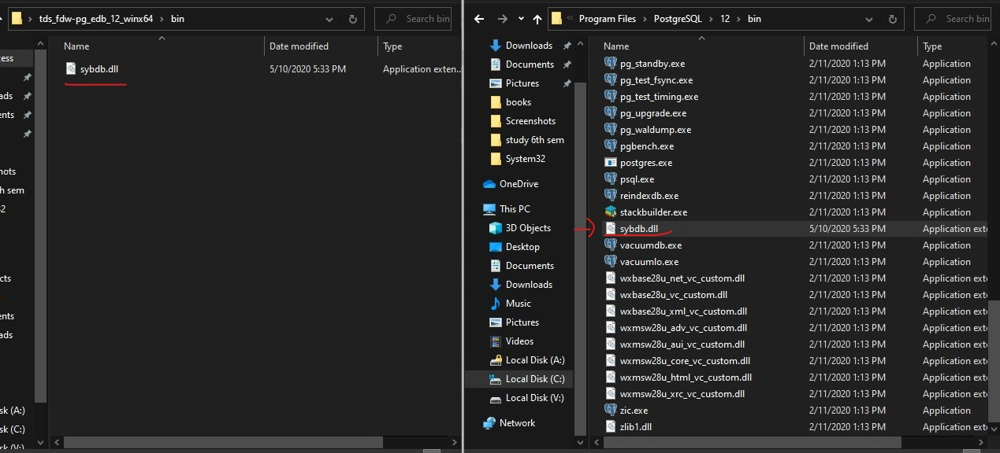 tds_fdw-pg_edb_12_winx64 › bin
Search bin
Name
Date modified
Type
sybdb.dll
5/10/2020 5:33 PM
Application exten...
cess
ads
ents
nots
h sem
2
cts
ents
ads
sk (A:)
sk (C:)
sk (V:)
« Program Files › PostgreSQL › 12 › bin
Search bin
Downloads
Documents
Pictures
books
Screenshots
study 6th sem
System32
OneDrive
This PC
3D Objects
Desktop
Documents
Downloads
Music
Pictures
Videos
Local Disk (A:)
Local Disk (C:)
Local Disk (V:)
Network
Name Date modified Type
pg_standby.exe 2/11/2020 1:13 PM Application
pg_test_fsync.exe 2/11/2020 1:13 PM Application
pg_test_timing.exe 2/11/2020 1:13 PM Application
pg_upgrade.exe 2/11/2020 1:13 PM Application
pg_waldump.exe 2/11/2020 1:13 PM Application
pgbench.exe 2/11/2020 1:13 PM Application
postgres.exe 2/11/2020 1:13 PM Application
psql.exe 2/11/2020 1:13 PM Application
reindexdb.exe 2/11/2020 1:13 PM Application
stackbuilder.exe 2/11/2020 1:13 PM Application
sybdb.dll 5/10/2020 5:33 PM Application exte
vacuumdb.exe 2/11/2020 1:13 PM Application
vacuumlo.exe 2/11/2020 1:13 PM Application
wxbase28u_net_vc_custom.dll 2/11/2020 1:13 PM Application exte
wxbase28u_vc_custom.dll 2/11/2020 1:13 PM Application exte
wxbase28u_xml_vc_custom.dll 2/11/2020 1:13 PM Application exte
wxmsw28u_adv_vc_custom.dll 2/11/2020 1:13 PM Application exte
wxmsw28u_aui_vc_custom.dll 2/11/2020 1:13 PM Application exte
wxmsw28u_core_vc_custom.dll 2/11/2020 1:13 PM Application exte
wxmsw28u_html_vc_custom.dll 2/11/2020 1:13 PM Application exte
wxmsw28u_xrc_vc_custom.dll 2/11/2020 1:13 PM Application exte
zic.exe 2/11/2020 1:13 PM Application
zlib1.dll 2/11/2020 1:13 PM Application exte